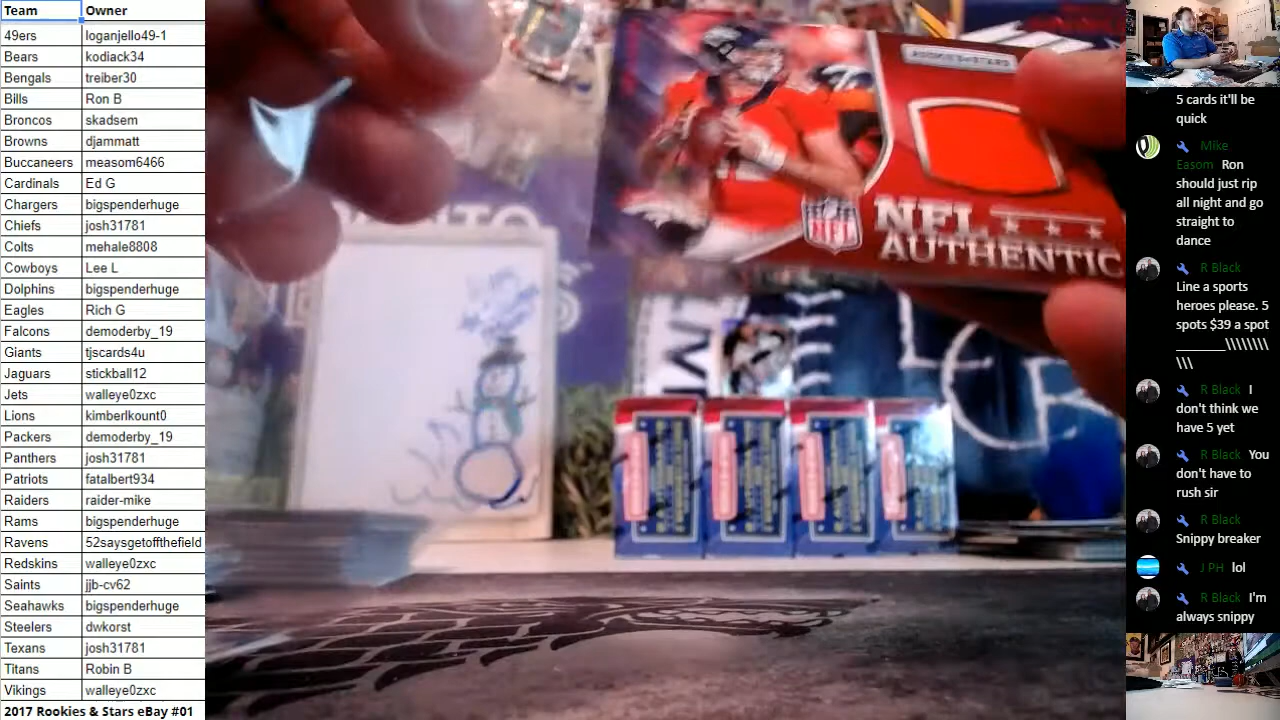 Team Owner
49ers loganjello49-1
Bears kodiack34
Bengals treiber30
Bills Ron B
Broncos skadsem
Browns djammatt
Buccaneers measom6466
Cardinals Ed G
Chargers bigspenderhuge
Chiefs josh31781
Colts mehale8808
Cowboys Lee L
Dolphins bigspenderhuge
Eagles Rich G
Falcons demoderby_19
Giants tjscards4u
Jaguars stickball12
Jets walleye0zxc
Lions kimberlkount0
Packers demoderby_19
Panthers josh31781
Patriots fatalbert934
Raiders raider-mike
Rams bigspenderhuge
Ravens 52saysgetoffthefield
Redskins walleye0zxc
Saints jjb-cv62
Seahawks bigspenderhuge
Steelers dwkorst
Texans josh31781
Titans Robin B
Vikings walleye0zxc
2017 Rookies & Stars eBay #01
ROOKIES & STARS
NFL
NFL
AUTHENTIC
5 cards it'll be
quick
Mike
Easom Ron
should just rip
all night and go
straight to
dance
R Black
Line a sports
heroes please. 5
spots $39 a spot
_______\\\\\\\
\\\
R Black I
don't think we
have 5 yet
R Black You
don't have to
rush sir
R Black
Snippy breaker
J PH lol
R Black I'm
always snippy